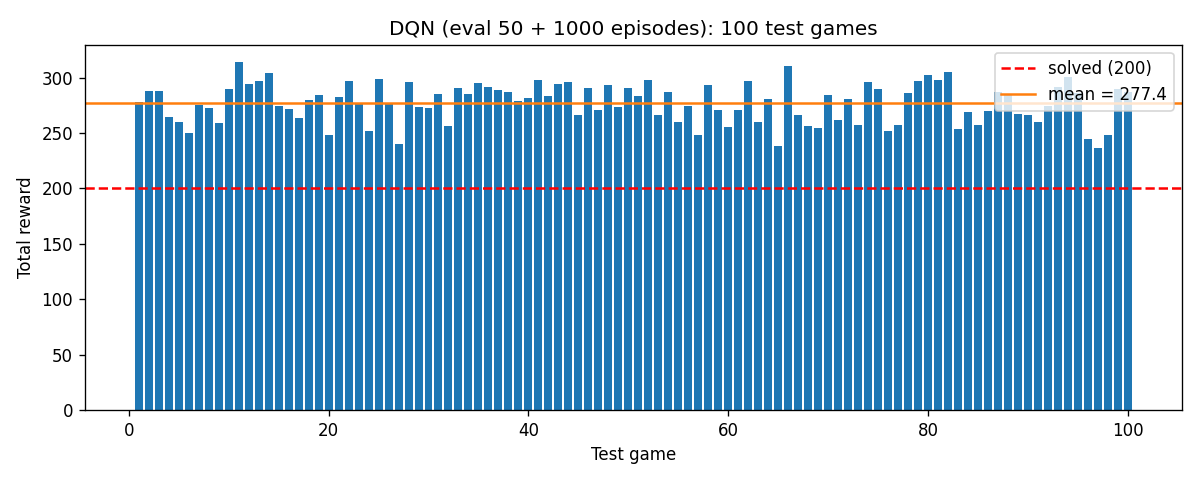 DQN (eval 50 + 1000 episodes): 100 test games
Total reward
300
250
200
150
100
50
0
solved (200)
mean = 277.4
0 20 40 60 80 100
Test game